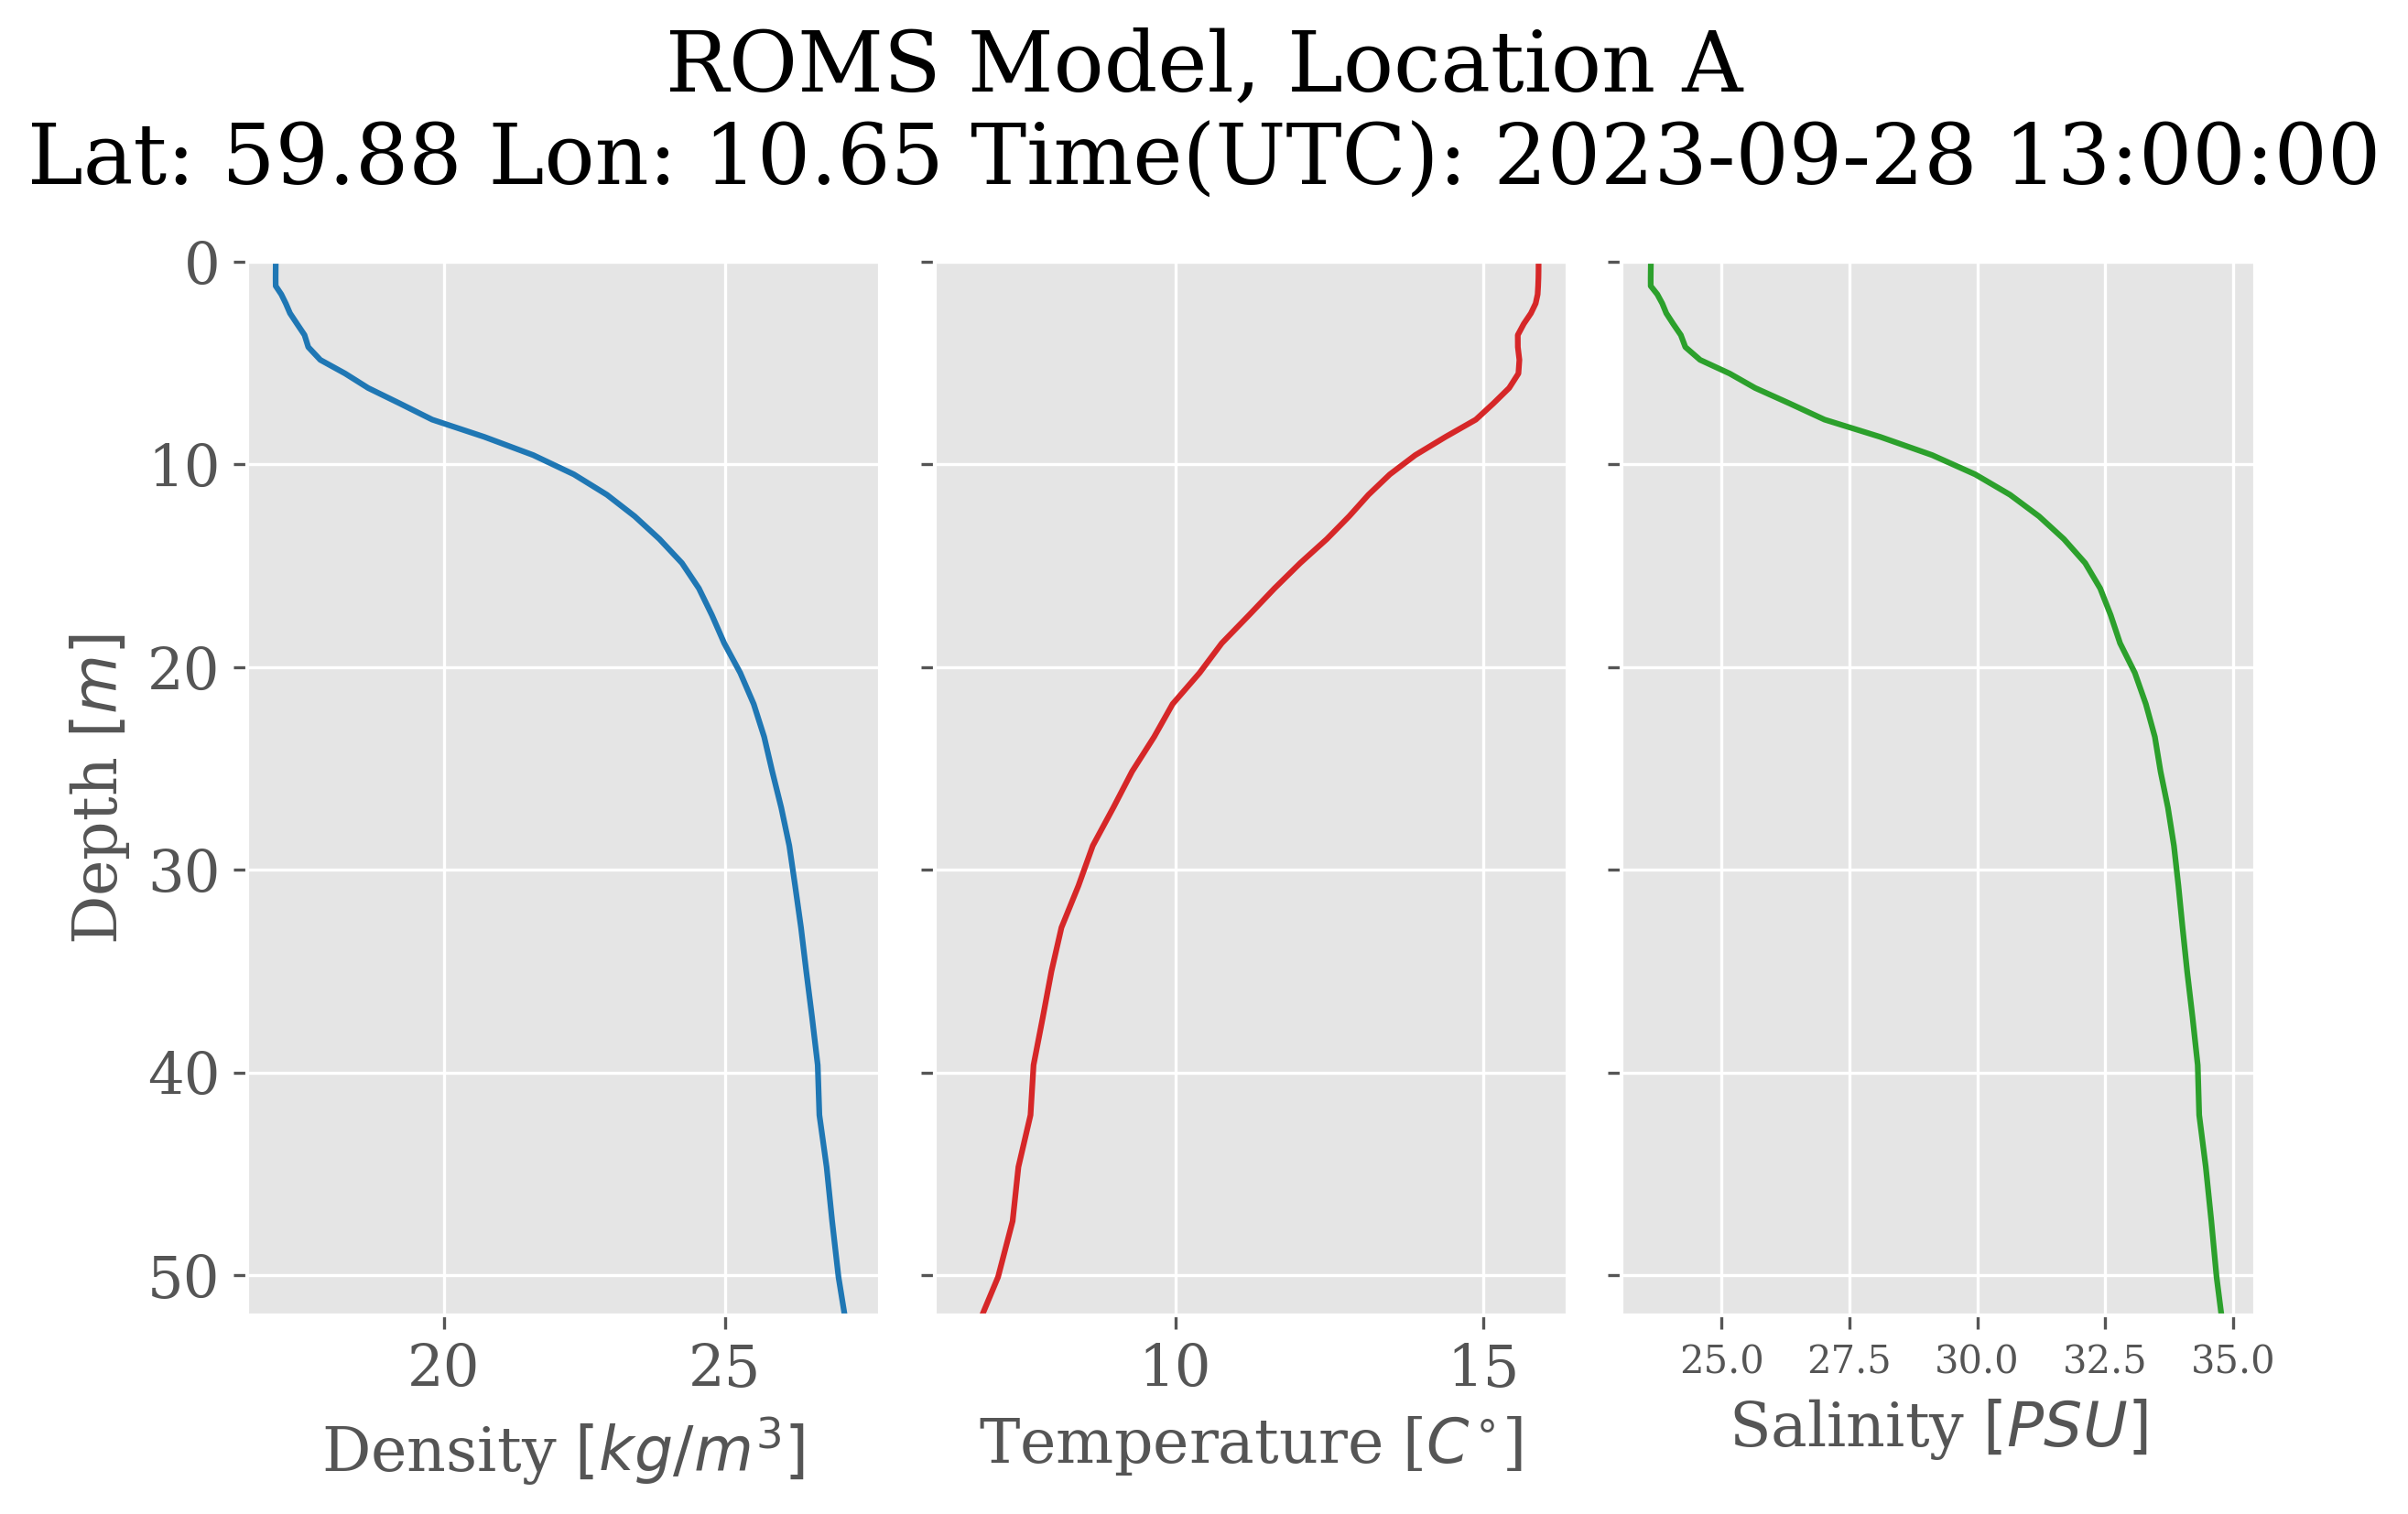 ROMS Model, Location A
Lat: 59.88 Lon: 10.65 Time(UTC): 2023-09-28 13:00:00
Depth [m]
0
10
20
30
40
50
20 25
Density [kg/m³]
10 15
Temperature [C°]
25.0 27.5 30.0 32.5 35.0
Salinity [PSU]